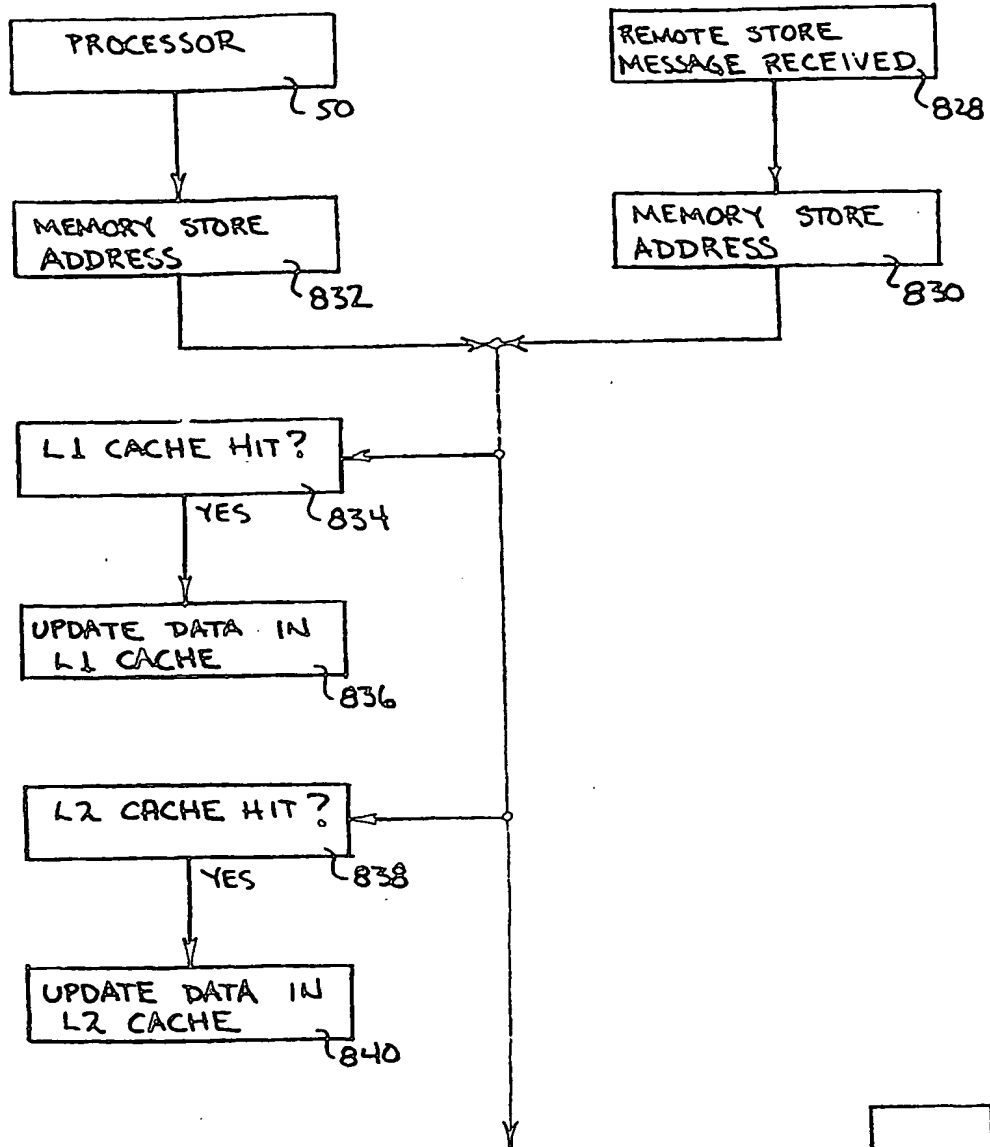 PROCESSOR
50
REMOTE STORE
MESSAGE RECEIVED
828
MEMORY STORE
ADDRESS
832
MEMORY STORE
ADDRESS
830
L1 CACHE HIT?
834
YES
UPDATE DATA IN
L1 CACHE
836
L2 CACHE HIT?
838
YES
UPDATE DATA IN
L2 CACHE
840